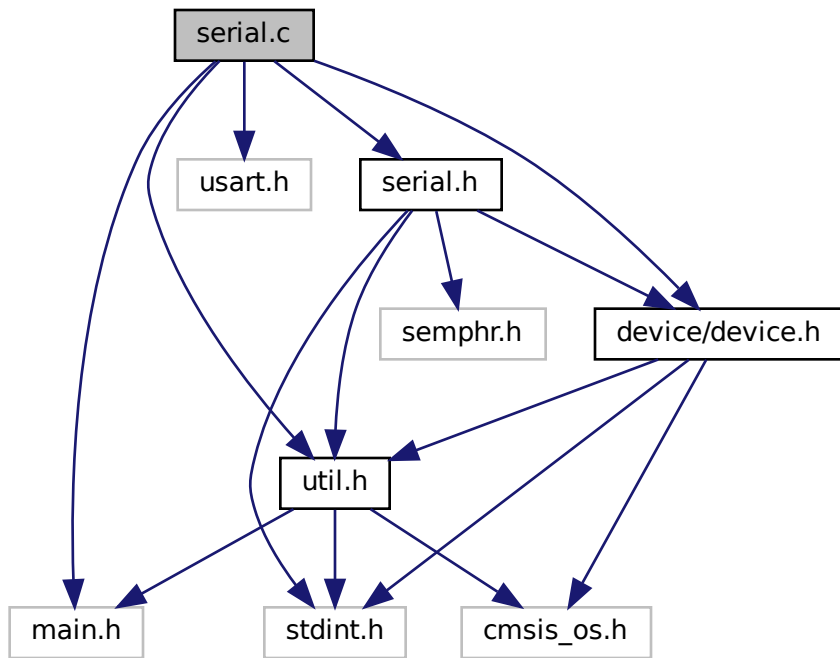 serial.c
usart.h
serial.h
semphr.h
device/device.h
util.h
main.h
stdint.h
cmsis_os.h